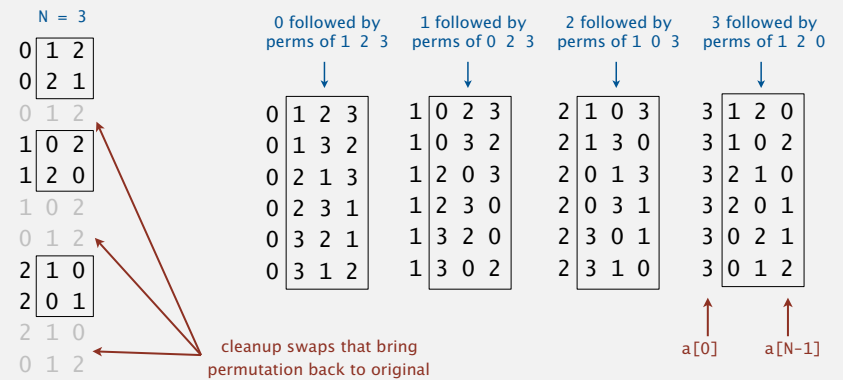 N = 3
0 1 2
0 2 1
0 1 2
1 0 2
1 2 0
1 0 2
0 1 2
2 1 0
2 0 1
2 1 0
0 1 2
cleanup swaps that bring
permutation back to original
0 followed by
perms of 1 2 3
0 1 2 3
0 1 3 2
0 2 1 3
0 2 3 1
0 3 2 1
0 3 1 2
1 followed by
perms of 0 2 3
1 0 2 3
1 0 3 2
1 2 0 3
1 2 3 0
1 3 2 0
1 3 0 2
2 followed by
perms of 1 0 3
2 1 0 3
2 1 3 0
2 0 1 3
2 0 3 1
2 3 0 1
2 3 1 0
3 followed by
perms of 1 2 0
3 1 2 0
3 1 0 2
3 2 1 0
3 2 0 1
3 0 2 1
3 0 1 2
a[0] a[N-1]